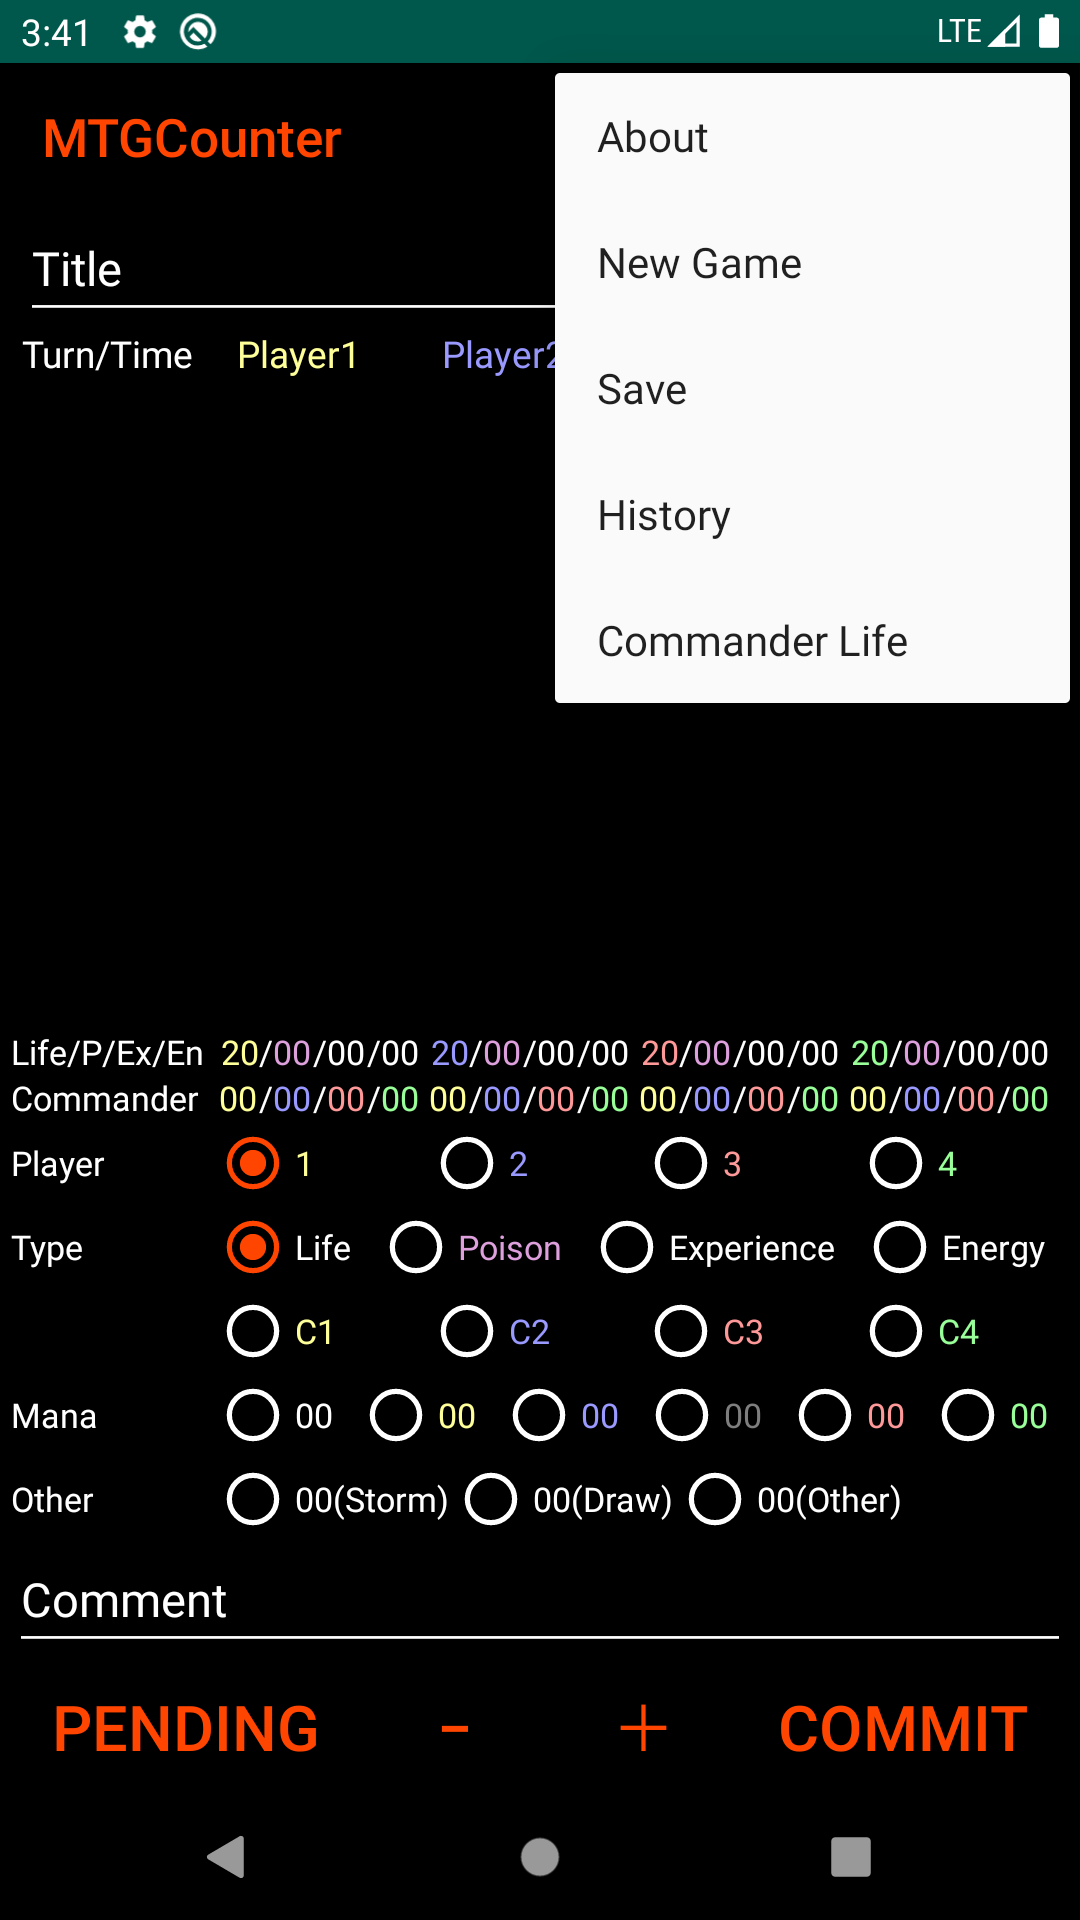 3:41 LTE
MTGCounter
About
New Game
Title
Save
Turn/Time Player1 Player2
History
Commander Life
Life/P/Ex/En 20/00/00/00 20/00/00/00 20/00/00/00 20/00/00/00
Commander 00/00/00/00 00/00/00/00 00/00/00/00 00/00/00/00
Player 1 2 3 4
Type Life Poison Experience Energy
C1 C2 C3 C4
Mana 00 00 00 00 00 00
Other 00(Storm) 00(Draw) 00(Other)
Comment
PENDING - + COMMIT